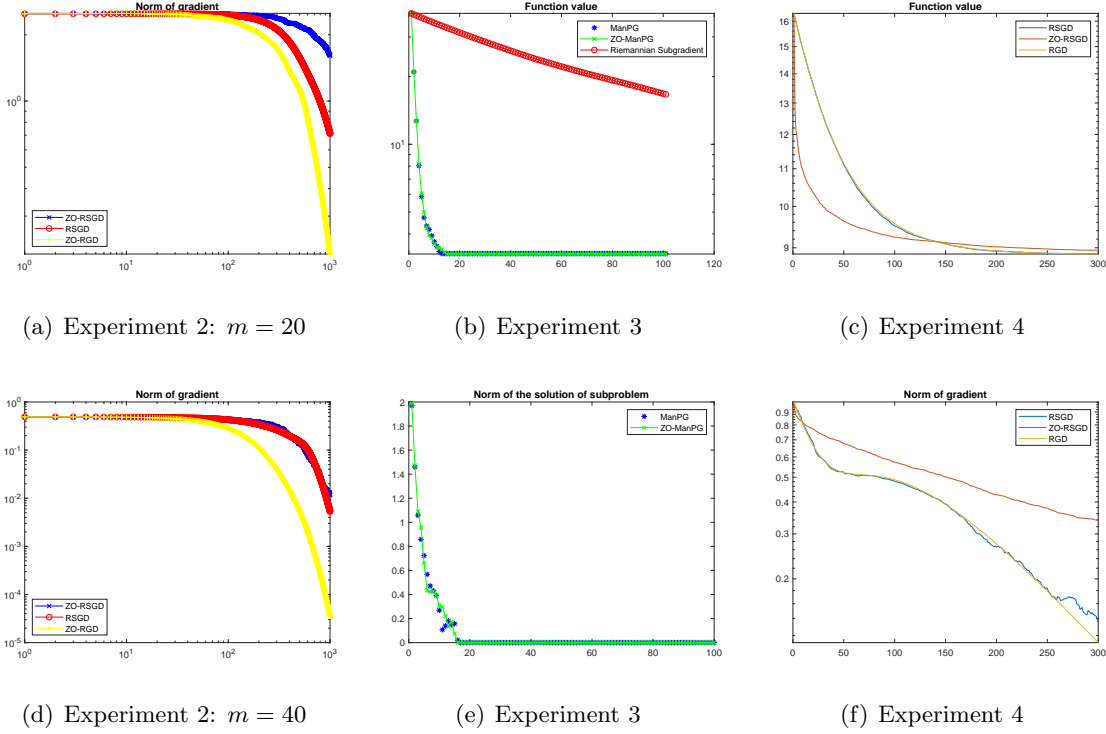 Norm of gradient
10^0
ZO-RSGD
RSGD
ZO-RGD
10^0 10^1 10^2 10^3
(a) Experiment 2: m = 20
Function value
ManPG
ZO-ManPG
Riemannian Subgradient
10^1
0 20 40 60 80 100 120
(b) Experiment 3
Function value
RSGD
ZO-RSGD
RGD
16
15
14
13
12
11
10
9
0 50 100 150 200 250 300
(c) Experiment 4
Norm of gradient
10^0
10^-1
10^-2
10^-3
10^-4
10^-5
ZO-RSGD
RSGD
ZO-RGD
10^0 10^1 10^2 10^3
(d) Experiment 2: m = 40
Norm of the solution of subproblem
ManPG
ZO-ManPG
2
1.8
1.6
1.4
1.2
1
0.8
0.6
0.4
0.2
0
0 20 40 60 80 100
(e) Experiment 3
Norm of gradient
RSGD
ZO-RSGD
RGD
0.9
0.8
0.7
0.6
0.5
0.4
0.3
0.2
0 50 100 150 200 250 300
(f) Experiment 4